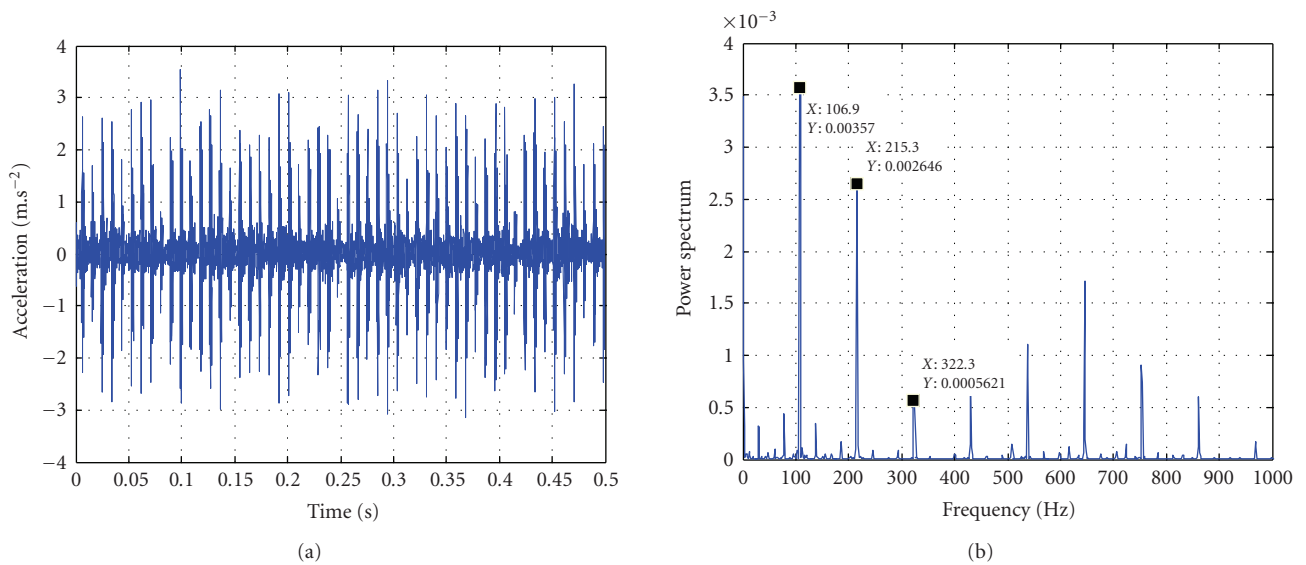 4
3
2
1
0
−1
−2
−3
−4
Acceleration (m.s⁻²)
0 0.05 0.1 0.15 0.2 0.25 0.3 0.35 0.4 0.45 0.5
Time (s)
(a)
×10⁻³
4
3.5
3
2.5
2
1.5
1
0.5
0
Power spectrum
X: 106.9
Y: 0.00357
X: 215.3
Y: 0.002646
X: 322.3
Y: 0.0005621
0 100 200 300 400 500 600 700 800 900 1000
Frequency (Hz)
(b)